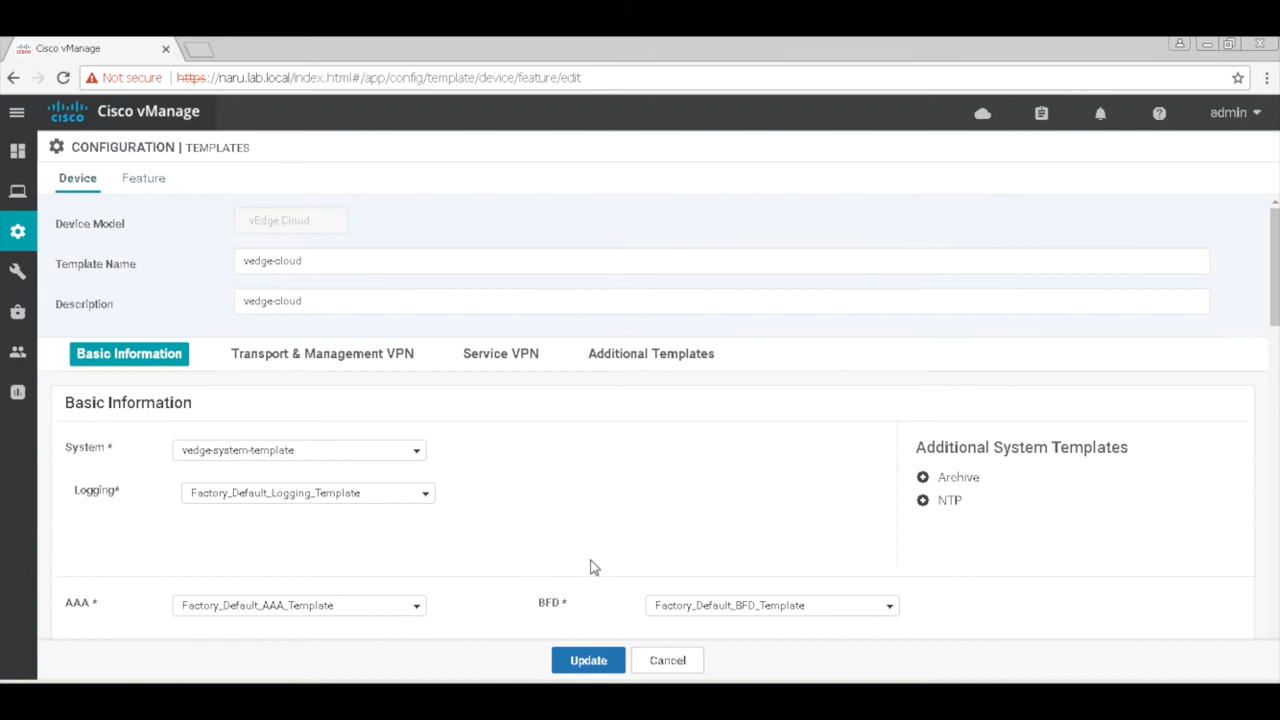 Cisco vManage
Not secure https://naru.lab.local/index.html#/app/config/template/device/feature/edit
cisco Cisco vManage admin
CONFIGURATION | TEMPLATES
Device Feature
Device Model vEdge Cloud
Template Name vedge-cloud
Description vedge-cloud
Basic Information Transport & Management VPN Service VPN Additional Templates
Basic Information
System * vedge-system-template
Logging* Factory_Default_Logging_Template
Additional System Templates
Archive
NTP
AAA * Factory_Default_AAA_Template BFD * Factory_Default_BFD_Template
Update Cancel